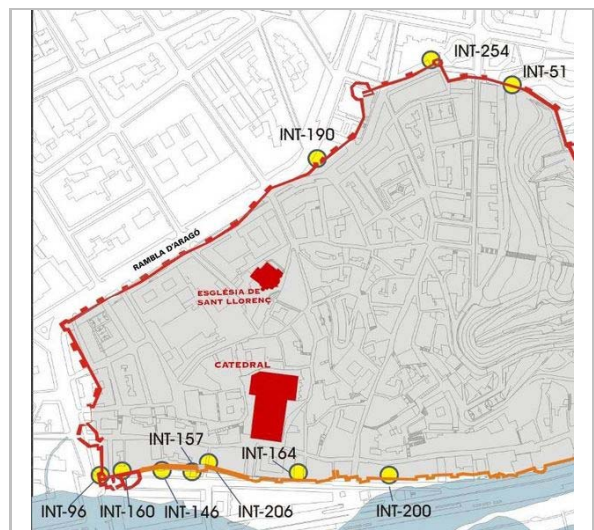 INT-254
INT-51
INT-190
RAMBLA D'ARAGÓ
ESGLÉSIA DE
SANT LLORENÇ
CATEDRAL
INT-157
INT-164
INT-96
INT-160
INT-146
INT-206
INT-200